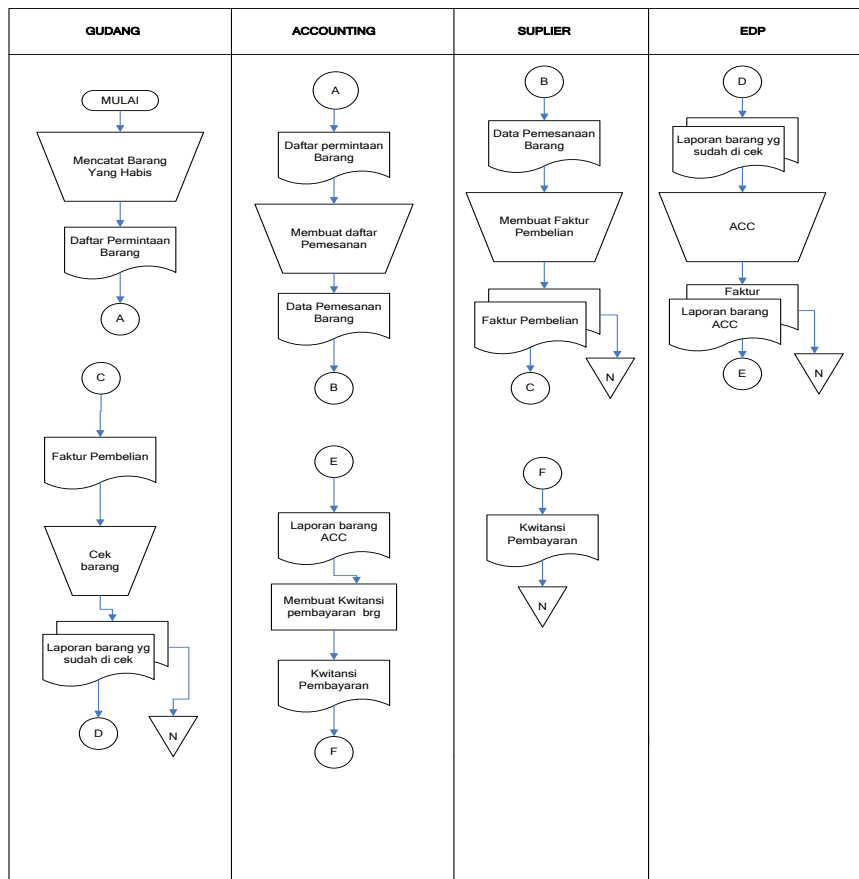 GUDANG
ACCOUNTING
SUPLIER
EDP
MULAI
Mencatat Barang
Yang Habis
Daftar Permintaan
Barang
A
C
Faktur Pembelian
Cek
barang
Laporan barang yg
sudah di cek
D
N
A
Daftar permintaan
Barang
Membuat daftar
Pemesanan
Data Pemesanan
Barang
B
E
Laporan barang
ACC
Membuat Kwitansi
pembayaran brg
Kwitansi
Pembayaran
F
B
Data Pemesanaan
Barang
Membuat Faktur
Pembelian
Faktur Pembelian
C
N
F
Kwitansi
Pembayaran
N
D
Laporan barang yg
sudah di cek
ACC
Faktur
Laporan barang
ACC
E
N